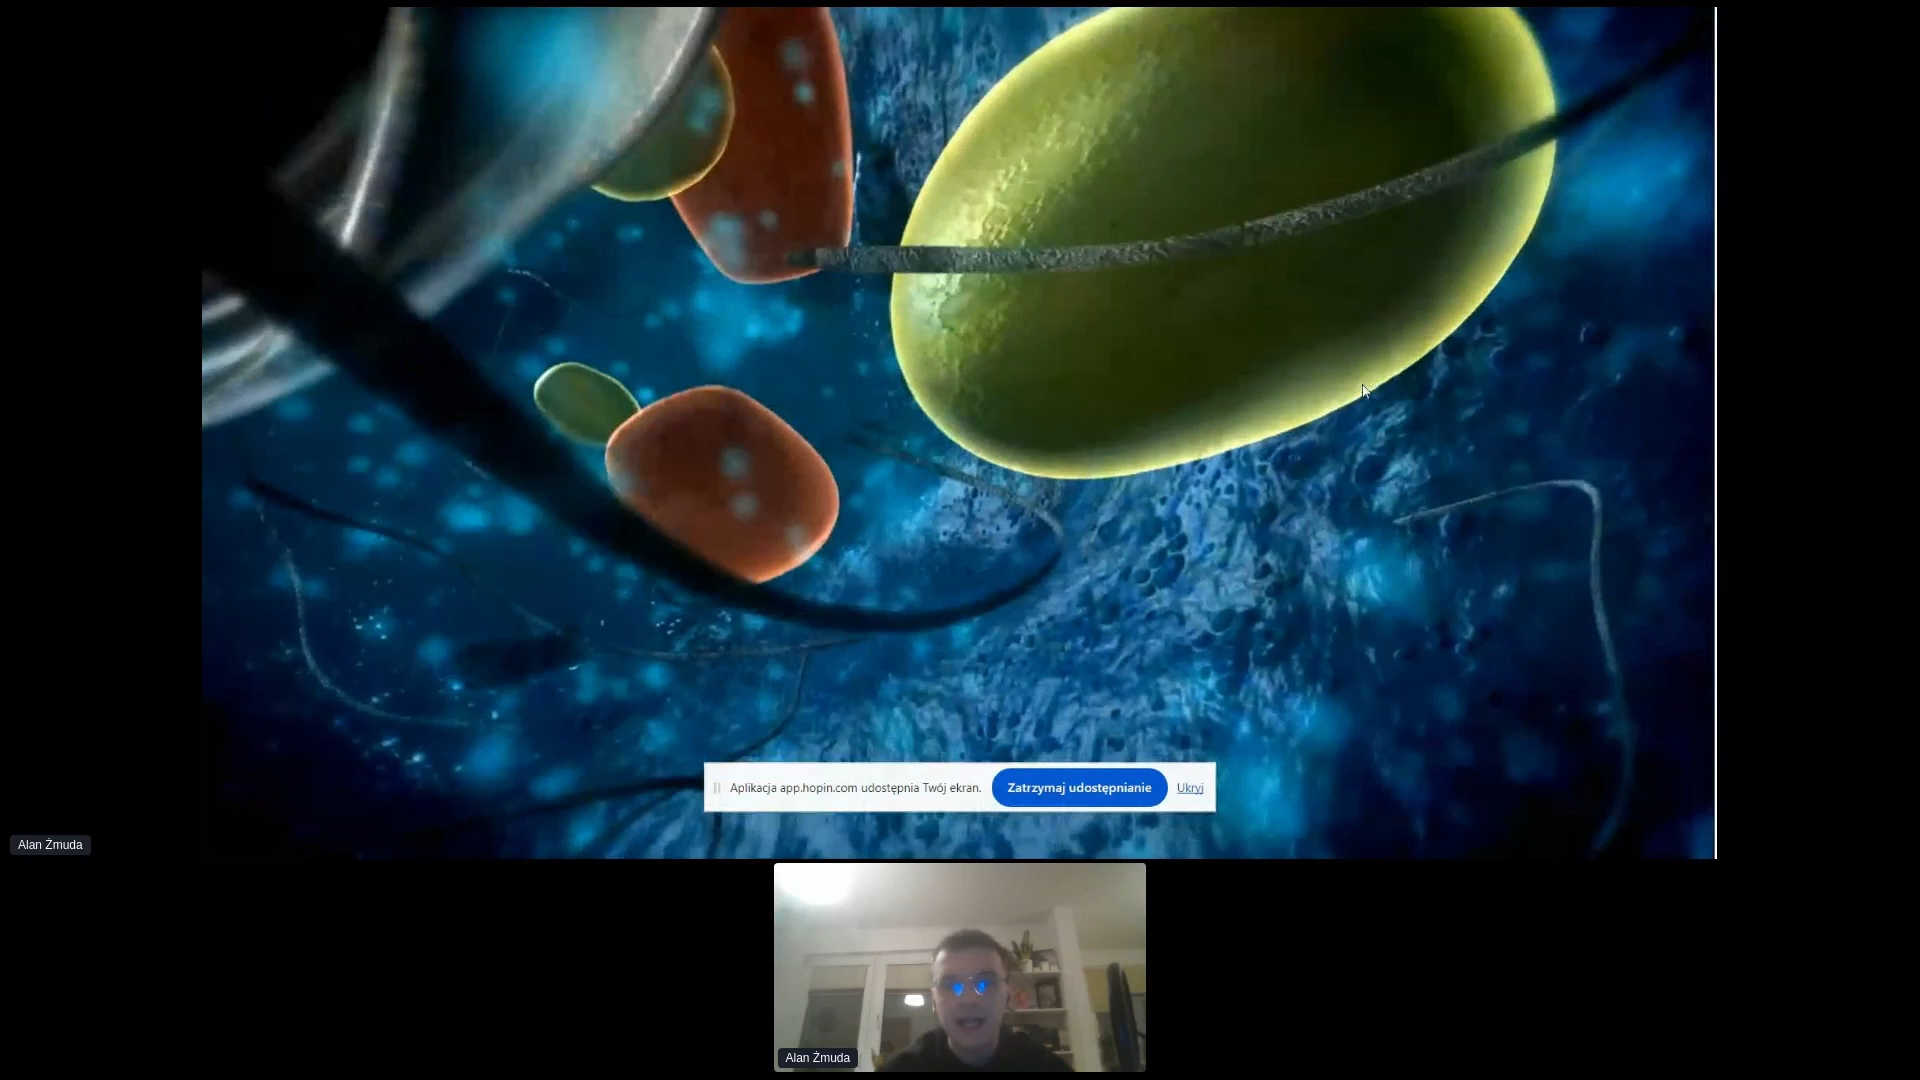 Aplikacja app.hopin.com udostępnia Twój ekran. Zatrzymaj udostępnianie Ukryj
Alan Żmuda
Alan Żmuda